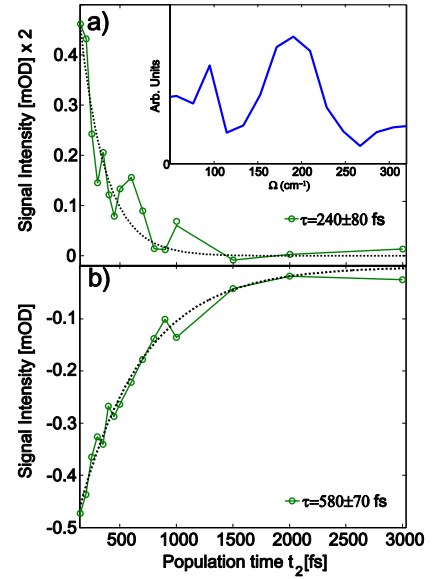 a)
Signal Intensity [mOD] x 2
0.5
0.4
0.3
0.2
0.1
0
Arb. Units
0
50 100 150 200 250 300
Ω (cm⁻¹)
τ=240±80 fs
b)
Signal Intensity [mOD]
-0.1
-0.2
-0.3
-0.4
-0.5
τ=580±70 fs
500 1000 1500 2000 2500 3000
Population time t₂[fs]